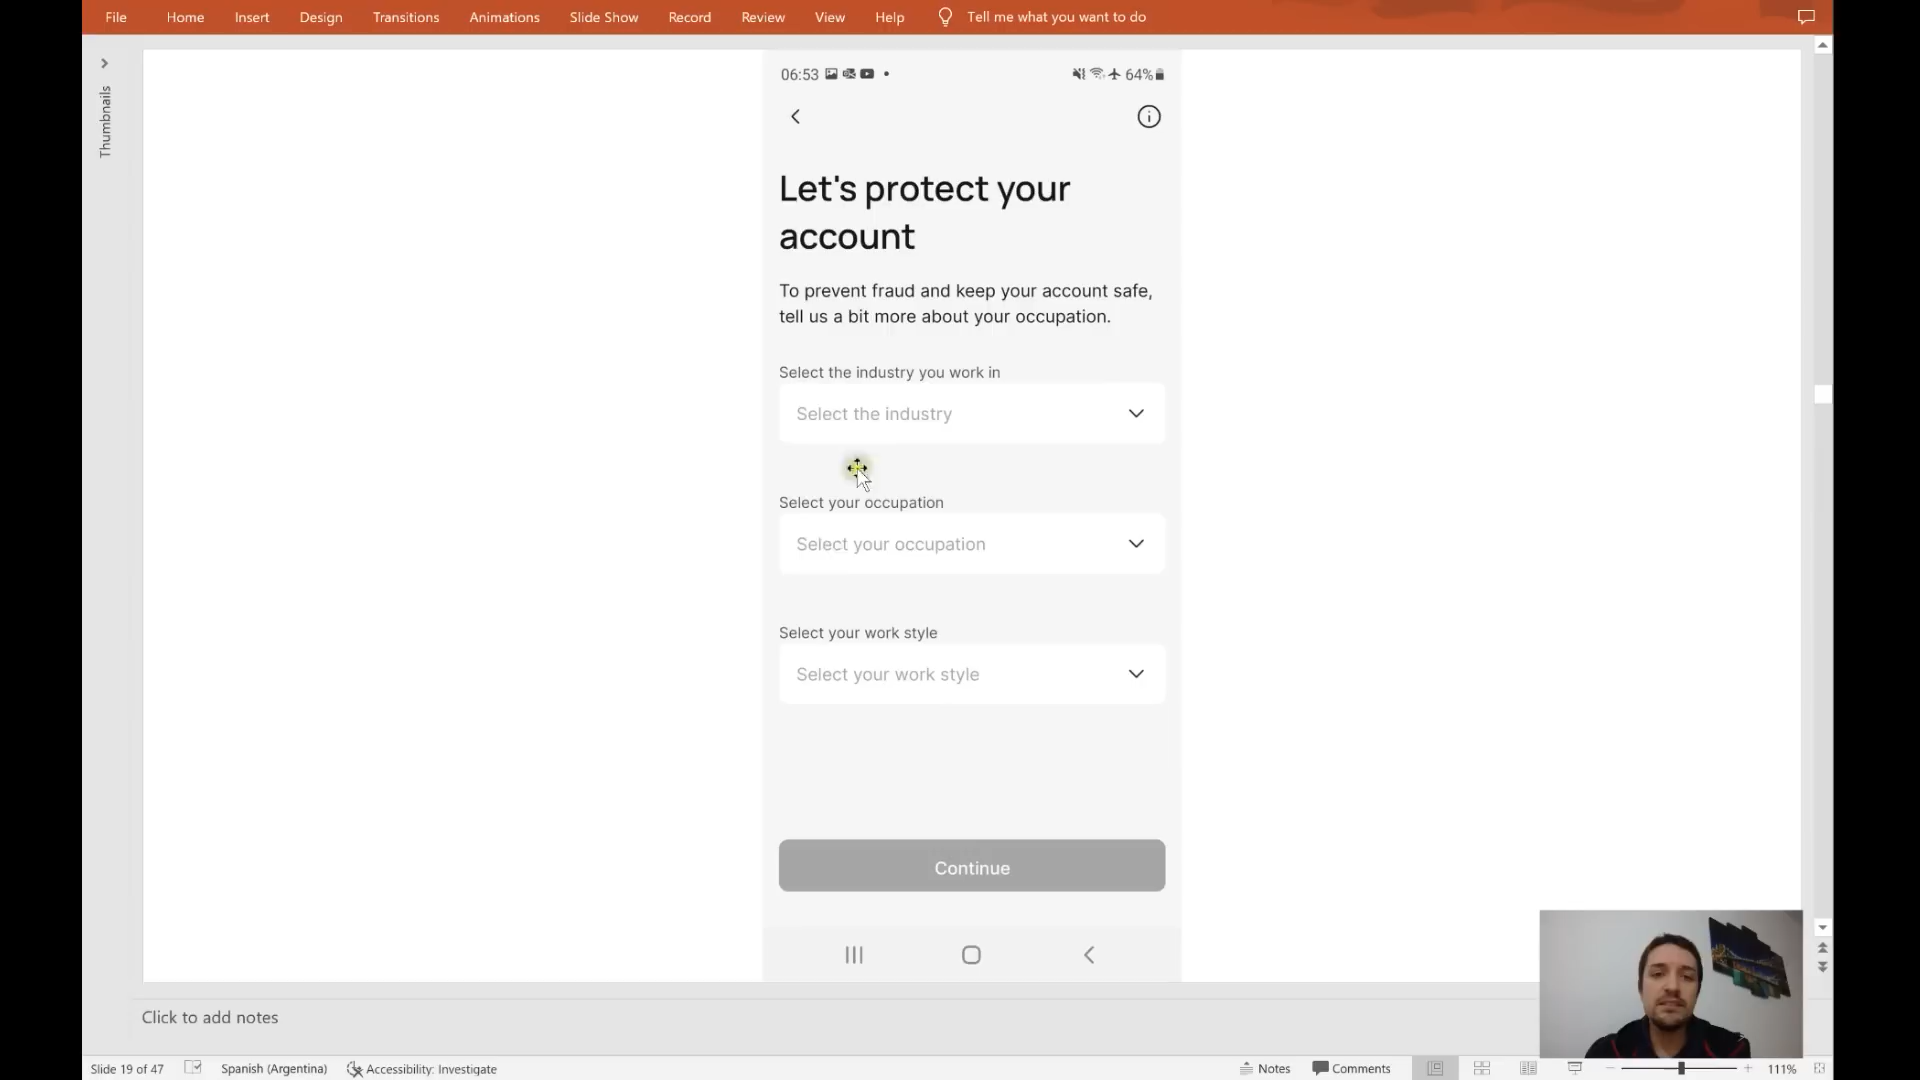 File Home Insert Design Transitions Animations Slide Show Record Review View Help Tell me what you want to do
Thumbnails
06:53 64%
Let's protect your
account
To prevent fraud and keep your account safe,
tell us a bit more about your occupation.
Select the industry you work in
Select the industry
Select your occupation
Select your occupation
Select your work style
Select your work style
Continue
Click to add notes
Slide 19 of 47 Spanish (Argentina) Accessibility: Investigate Notes Comments 111%